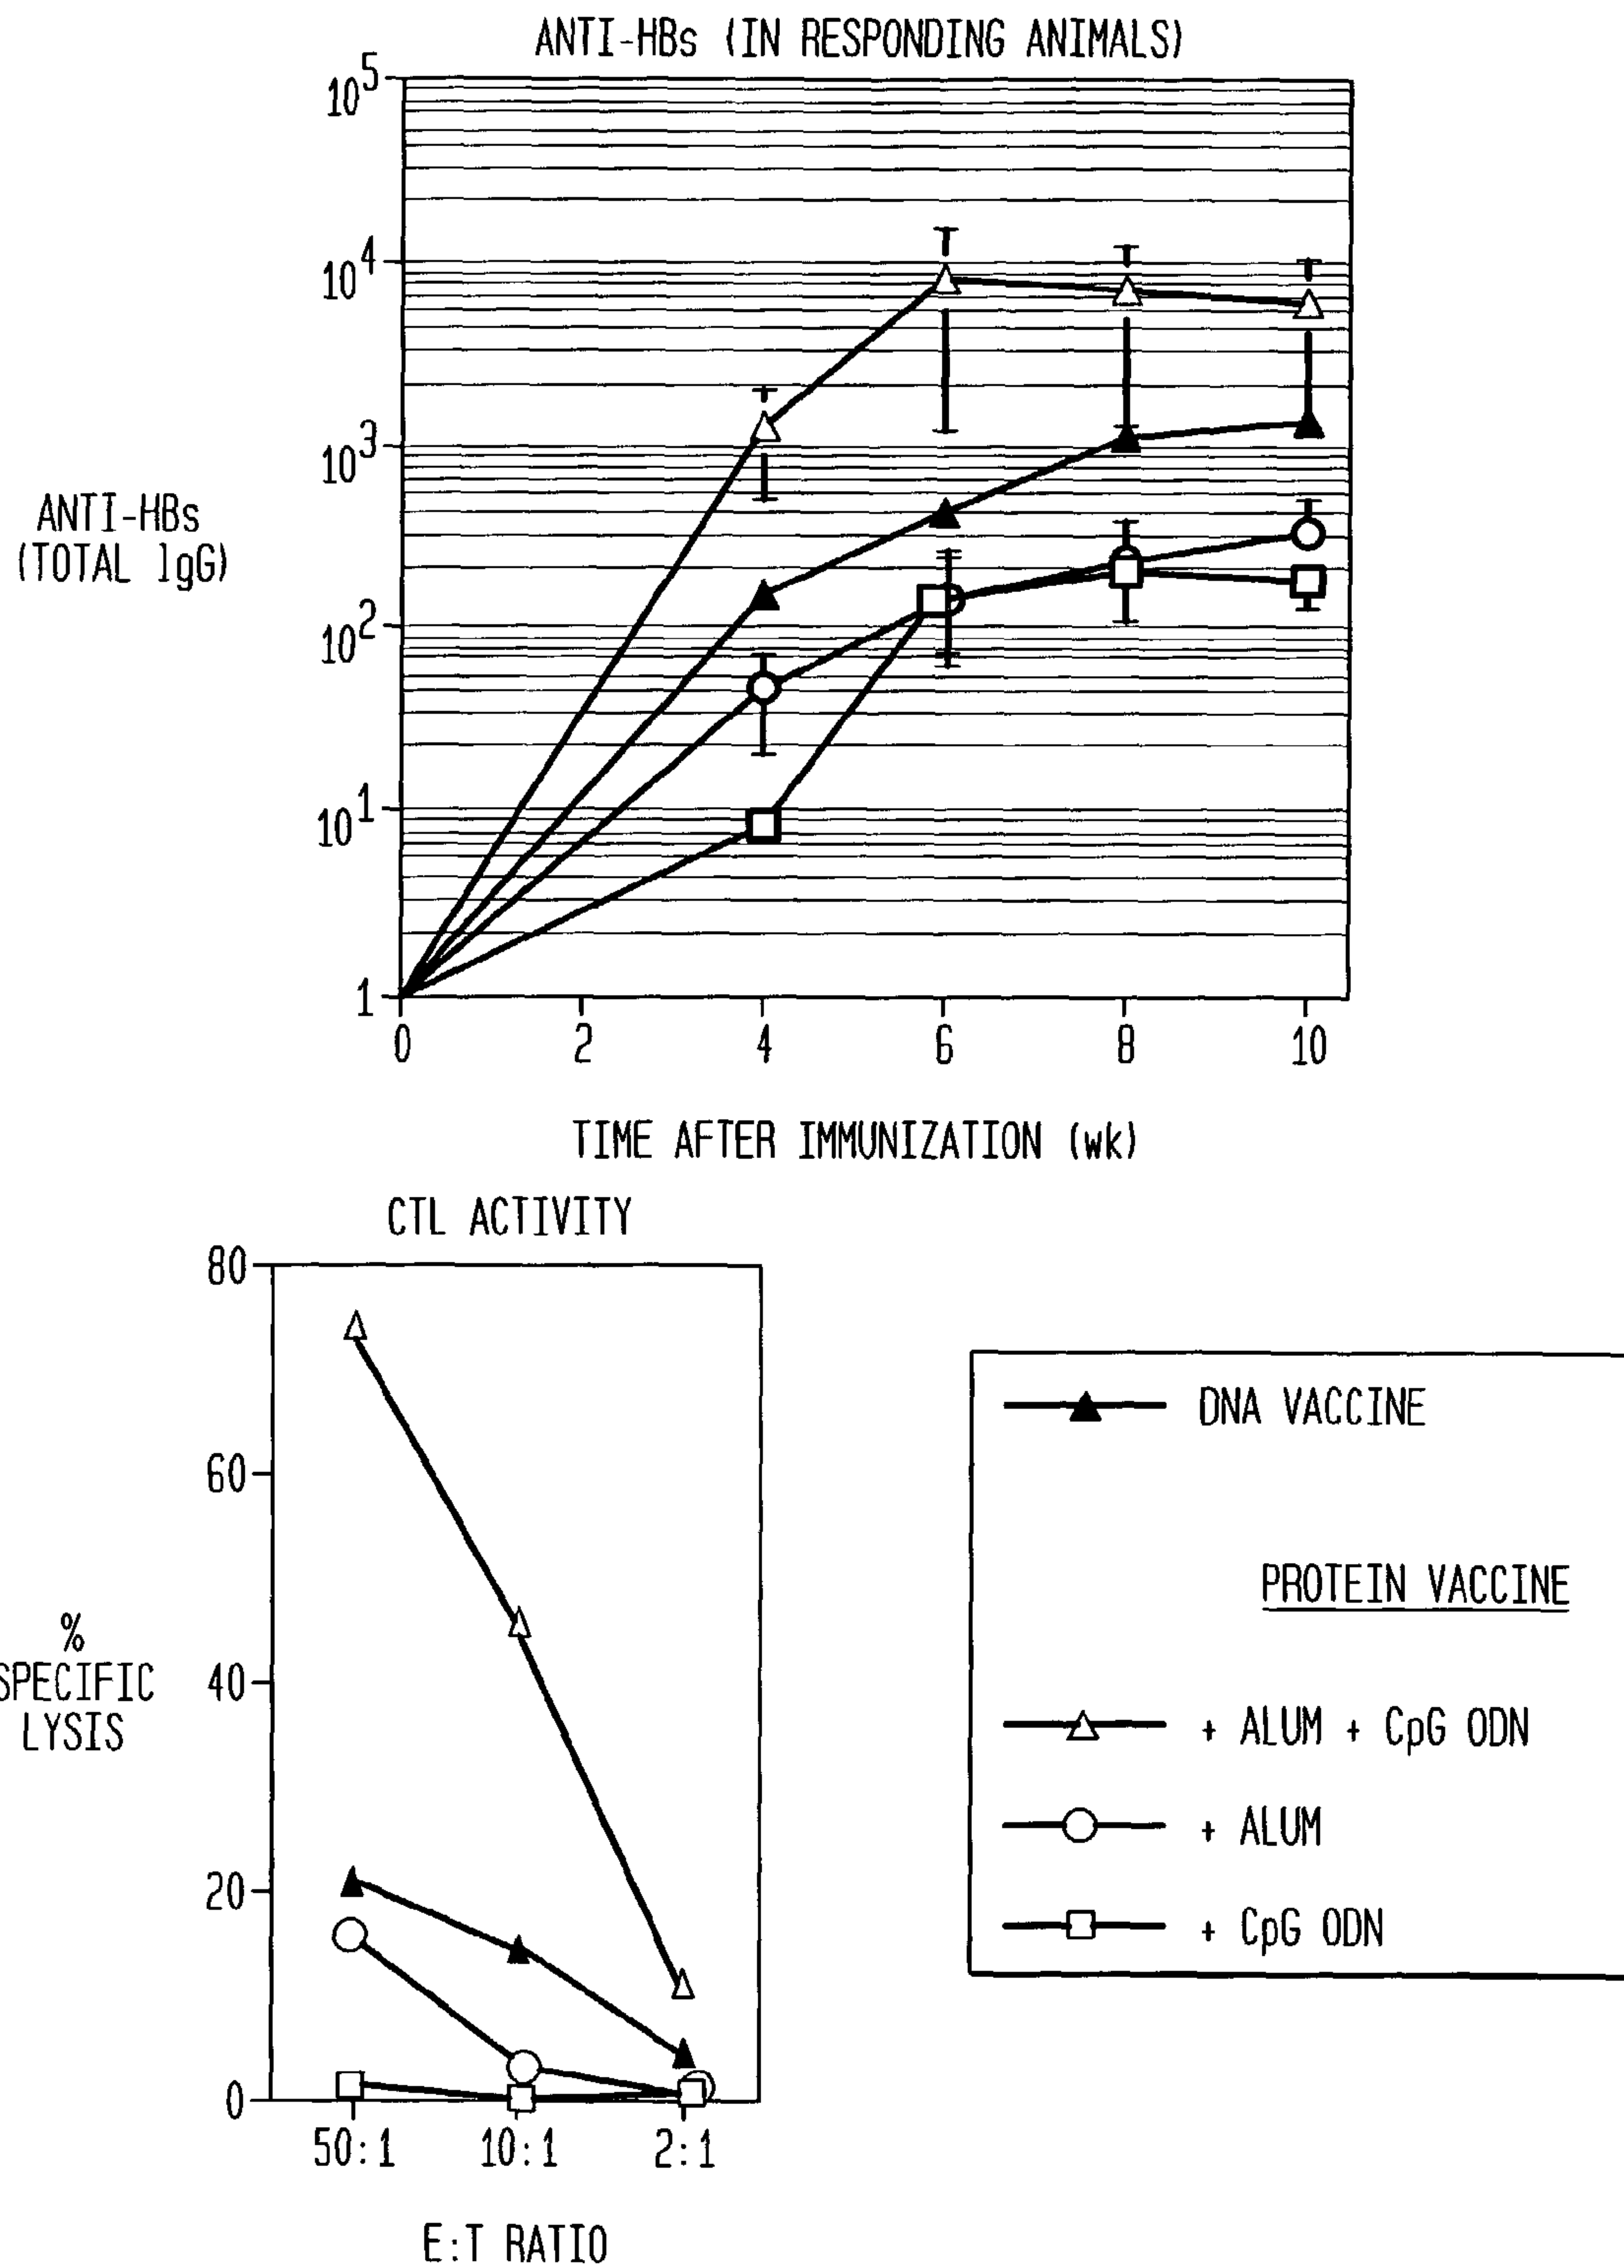 ANTI-HBs (IN RESPONDING ANIMALS)
10^5
10^4
10^3
10^2
10^1
1
ANTI-HBs
(TOTAL lgG)
0 2 4 6 8 10
TIME AFTER IMMUNIZATION (wk)
CTL ACTIVITY
80
60
40
20
0
%
SPECIFIC
LYSIS
50:1 10:1 2:1
E:T RATIO
DNA VACCINE
PROTEIN VACCINE
+ ALUM + CpG ODN
+ ALUM
+ CpG ODN